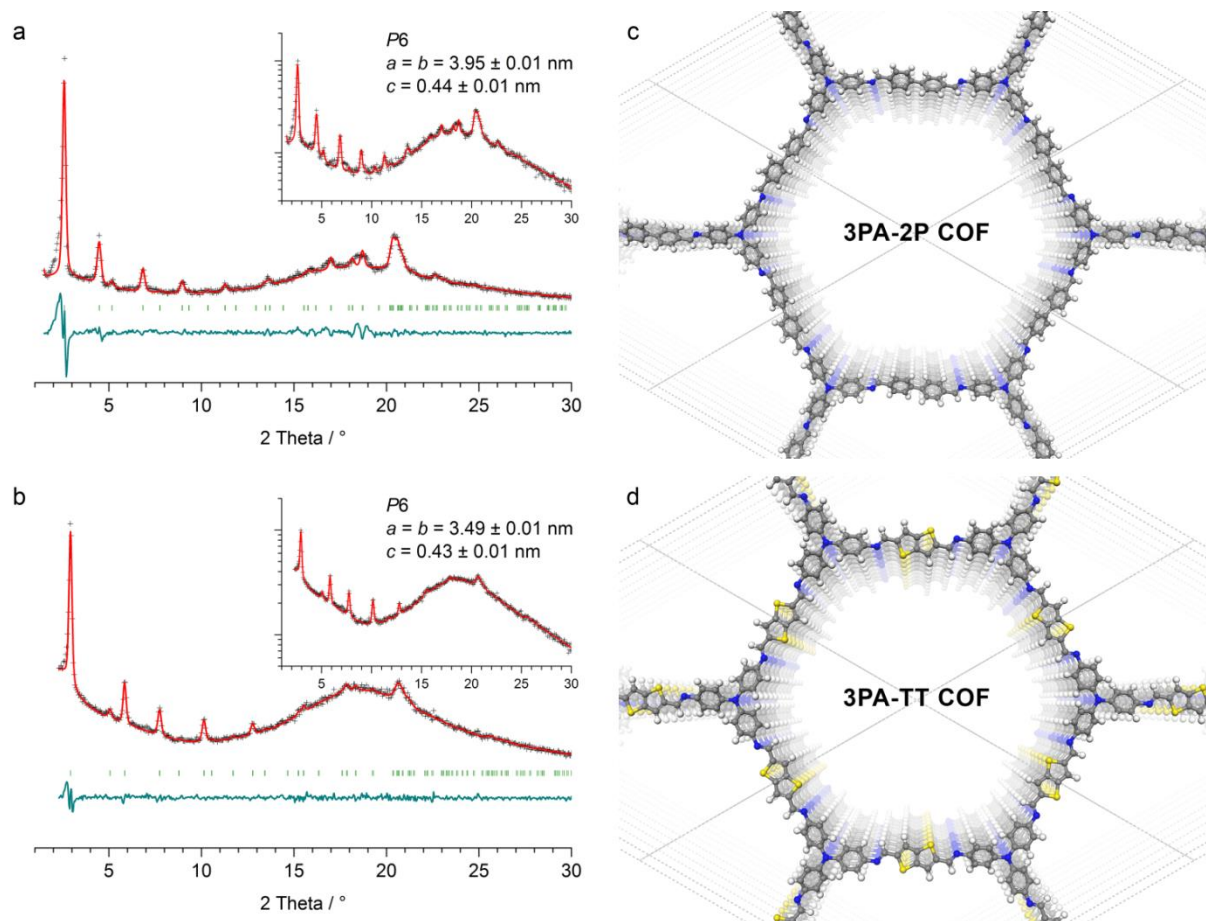 a
P6
a = b = 3.95 ± 0.01 nm
c = 0.44 ± 0.01 nm
5 10 15 20 25 30
5 10 15 20 25 30
2 Theta / °
b
P6
a = b = 3.49 ± 0.01 nm
c = 0.43 ± 0.01 nm
5 10 15 20 25 30
5 10 15 20 25 30
2 Theta / °
c
3PA-2P COF
d
3PA-TT COF